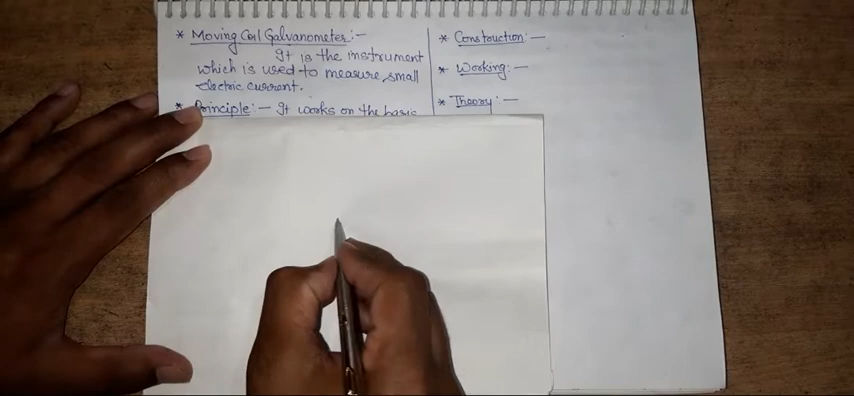 * Moving Coil Galvanometer:-
It is the instrument
which is used to measure small
electric current.
* Principle:- It works on the basic
* Construction:-
* Working:-
* Theory:-